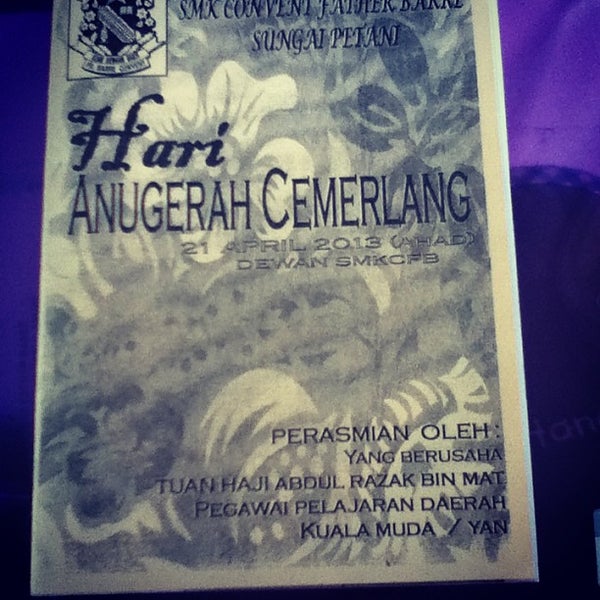 SMK CONVENT FATHER BARRE
SUNGAI PETANI
Hari
ANUGERAH CEMERLANG
21 APRIL 2013 (AHAD)
DEWAN SMKCFB
PERASMIAN OLEH :
YANG BERUSAHA
TUAN HAJI ABDUL RAZAK BIN MAT
PEGAWAI PELAJARAN DAERAH
KUALA MUDA / YAN